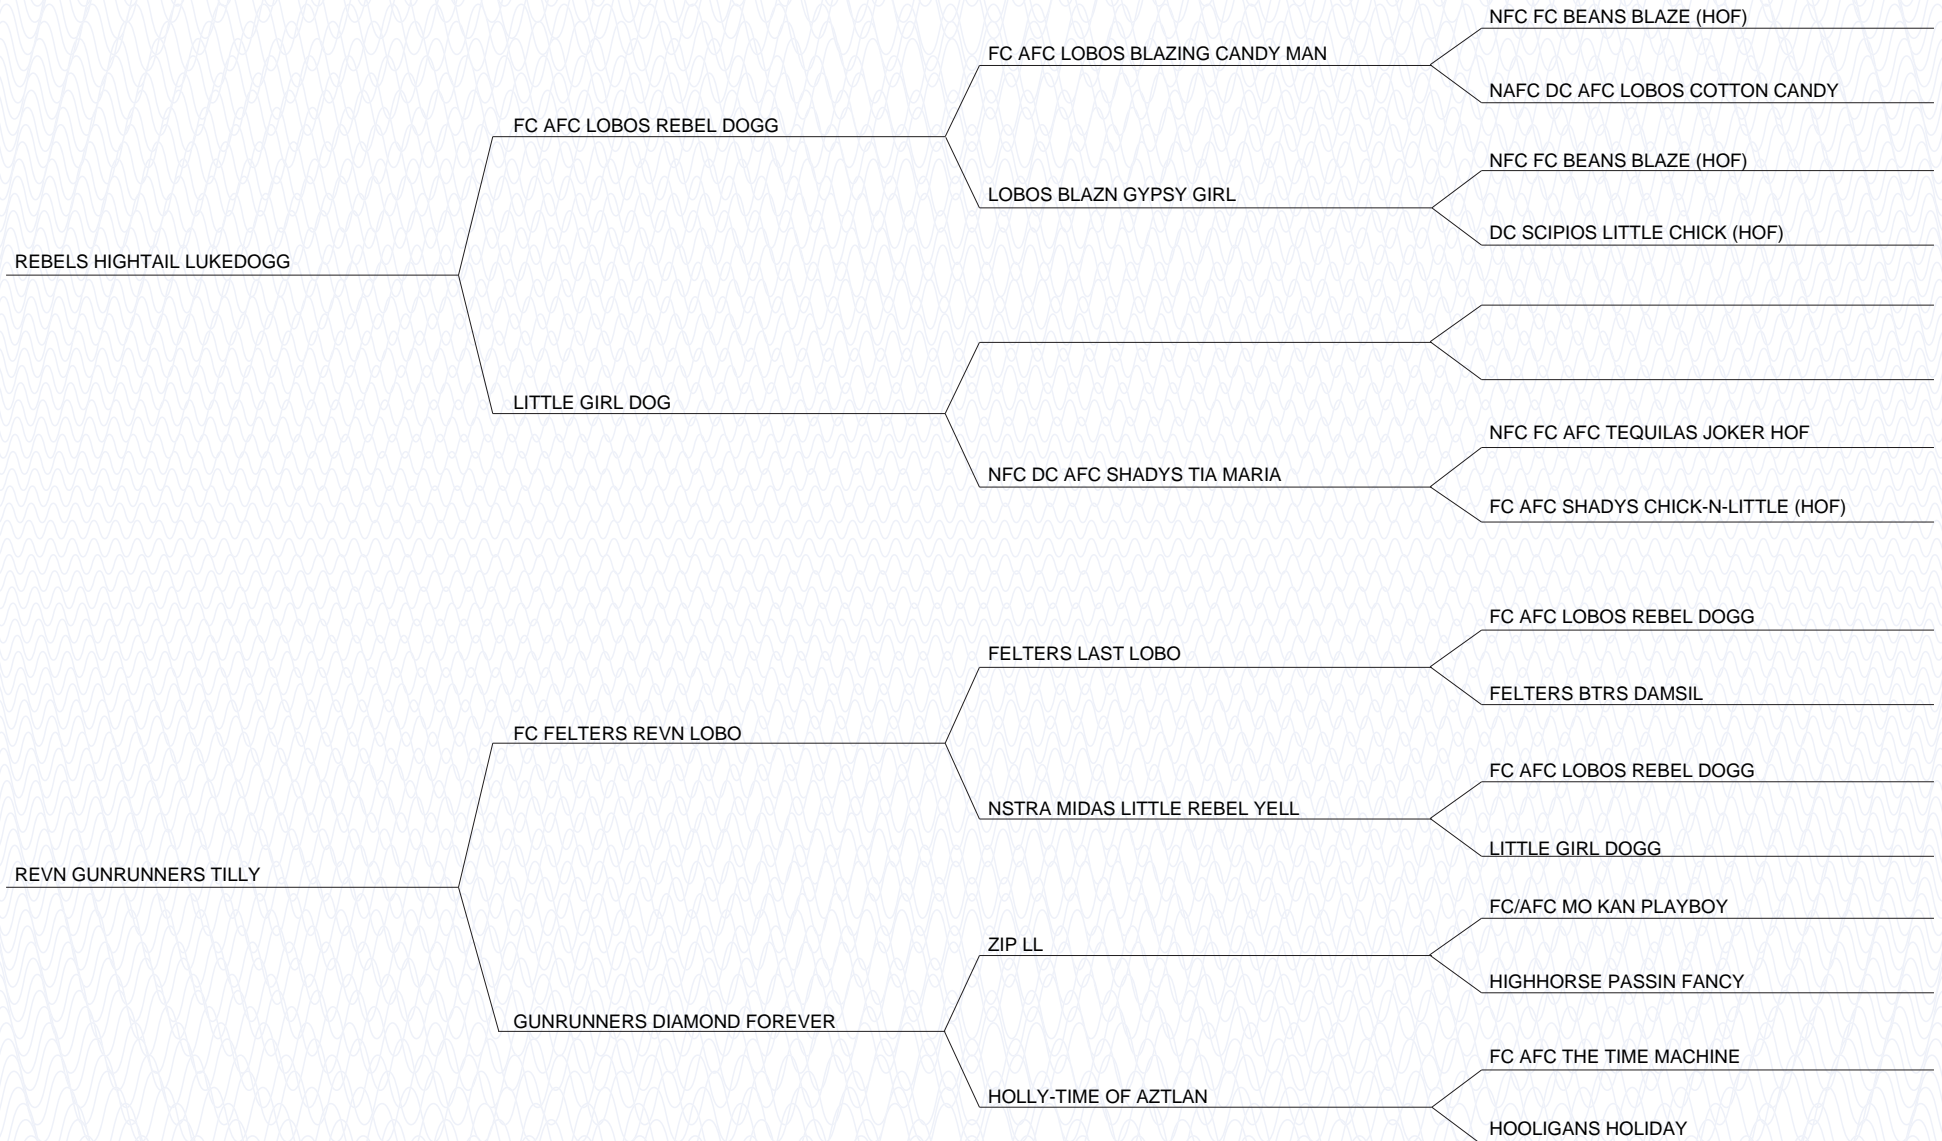 NFC FC BEANS BLAZE (HOF)
FC AFC LOBOS BLAZING CANDY MAN
NAFC DC AFC LOBOS COTTON CANDY
FC AFC LOBOS REBEL DOGG
NFC FC BEANS BLAZE (HOF)
LOBOS BLAZN GYPSY GIRL
DC SCIPIOS LITTLE CHICK (HOF)
REBELS HIGHTAIL LUKEDOGG
LITTLE GIRL DOG
NFC FC AFC TEQUILAS JOKER HOF
NFC DC AFC SHADYS TIA MARIA
FC AFC SHADYS CHICK-N-LITTLE (HOF)
FC AFC LOBOS REBEL DOGG
FELTERS LAST LOBO
FELTERS BTRS DAMSIL
FC FELTERS REVN LOBO
FC AFC LOBOS REBEL DOGG
NSTRA MIDAS LITTLE REBEL YELL
LITTLE GIRL DOGG
REVN GUNRUNNERS TILLY
FC/AFC MO KAN PLAYBOY
ZIP LL
HIGHHORSE PASSIN FANCY
GUNRUNNERS DIAMOND FOREVER
FC AFC THE TIME MACHINE
HOLLY-TIME OF AZTLAN
HOOLIGANS HOLIDAY